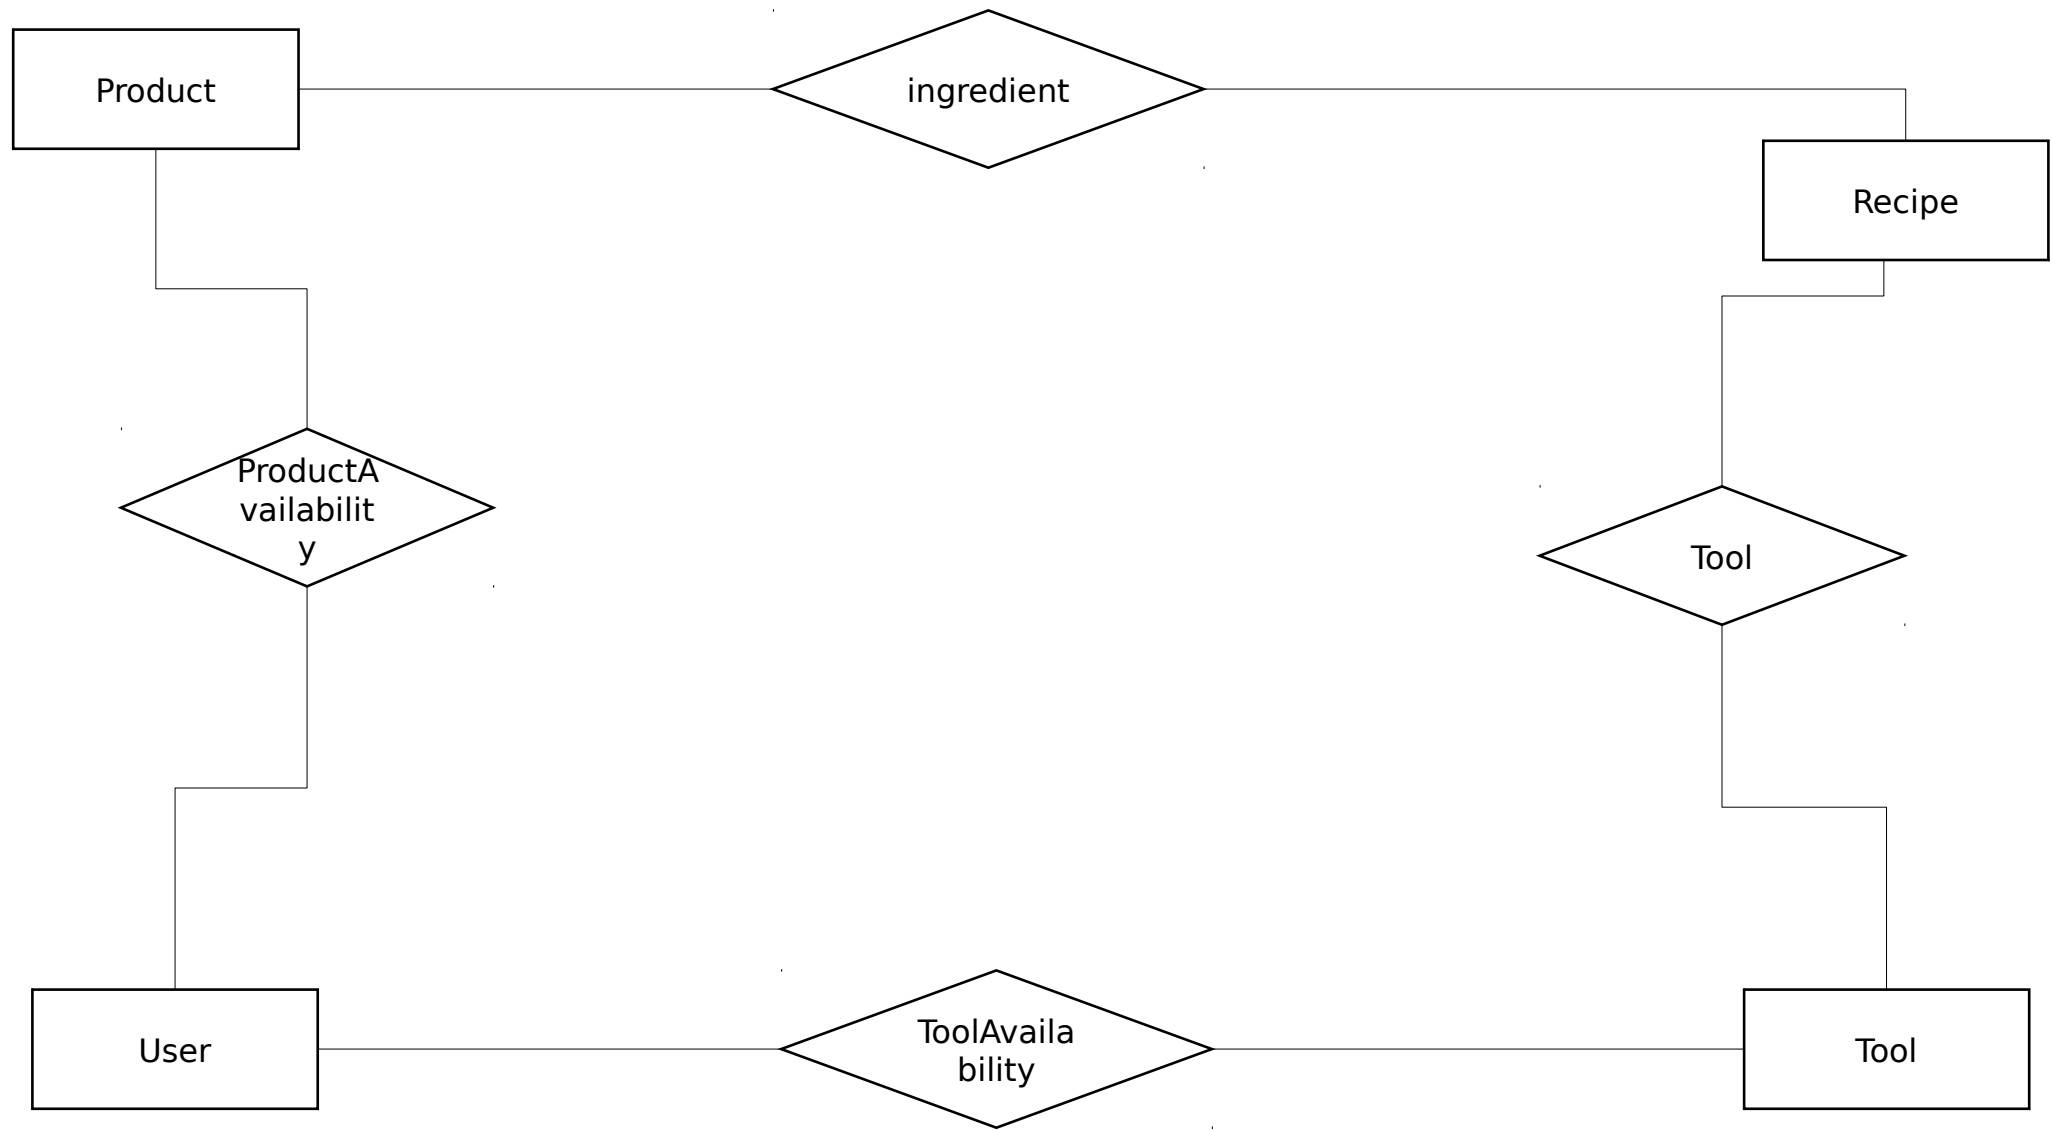 Product
ingredient
Recipe
ProductA
vailabilit
y
Tool
User
ToolAvaila
bility
Tool